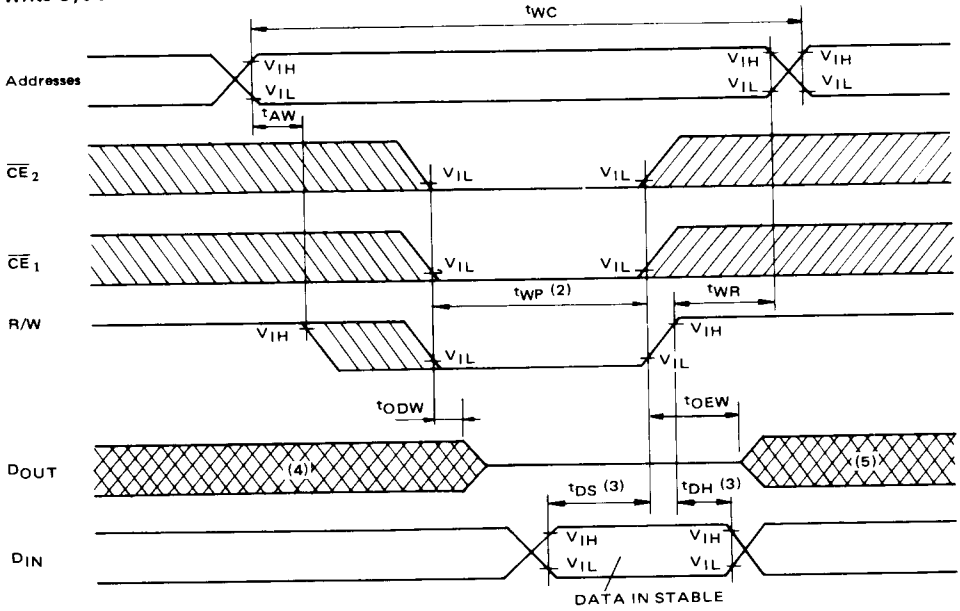 tWC
Addresses
VIH
VIL
VIH
VIL
VIH
VIL
tAW
CE2
VIL
VIL
CE1
VIL
VIL
tWP (2)
tWR
R/W
VIH
VIL
VIH
VIL
tODW
tOEW
DOUT
(4)
(5)
tDS (3)
tDH (3)
DIN
VIH
VIL
VIH
VIL
DATA IN STABLE